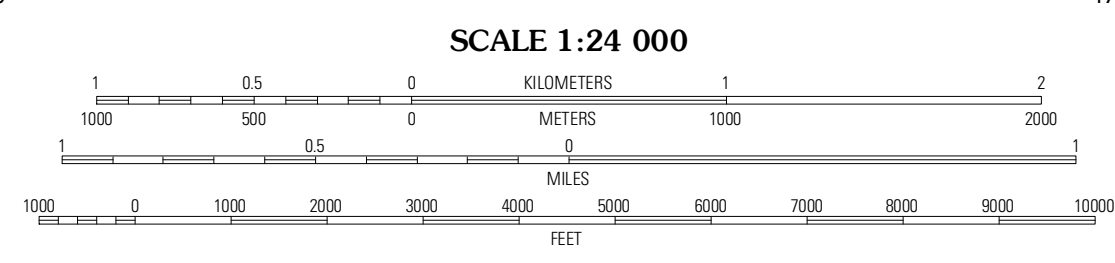 SCALE 1:24 000
1 0.5 0 KILOMETERS 1 2
1000 500 0 METERS 1000 2000
1 0.5 0 1
MILES
1000 0 1000 2000 3000 4000 5000 6000 7000 8000 9000 10000
FEET